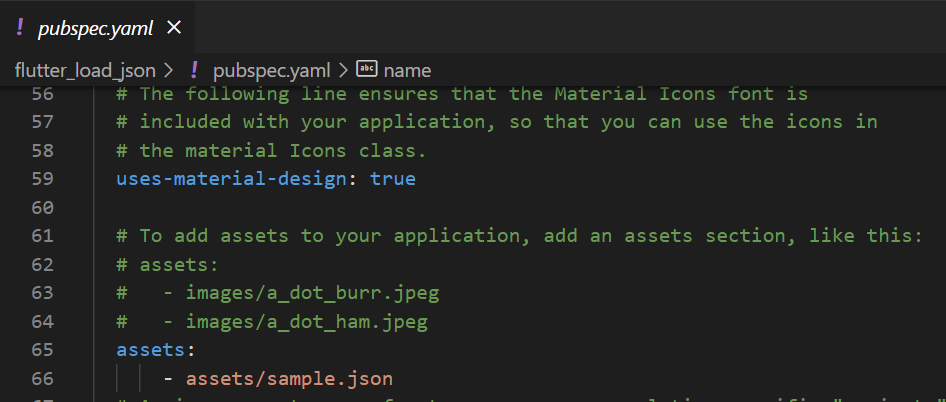 ! pubspec.yaml ×
flutter_load_json > ! pubspec.yaml > abc name
56 # The following line ensures that the Material Icons font is
57 # included with your application, so that you can use the icons in
58 # the material Icons class.
59 uses-material-design: true
60
61 # To add assets to your application, add an assets section, like this:
62 # assets:
63 #   - images/a_dot_burr.jpeg
64 #   - images/a_dot_ham.jpeg
65 assets:
66     - assets/sample.json